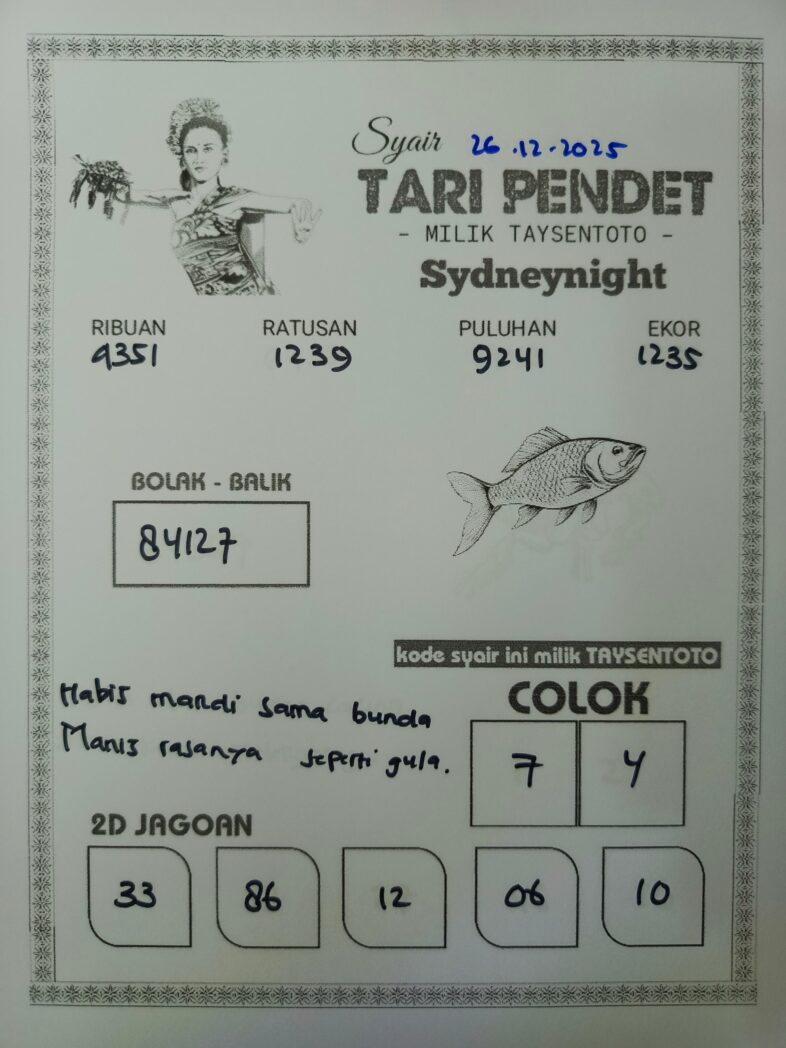 Syair 26.12.2025
TARI PENDET
- MILIK TAYSENTOTO -
Sydneynight
RIBUAN RATUSAN PULUHAN EKOR
9351 1239 9241 1235
BOLAK - BALIK
84127
kode syair ini milik TAYSENTOTO
COLOK
7 4
Habis mandi sama bunda
Manis rasanya seperti gula.
2D JAGOAN
33 86 12 06 10